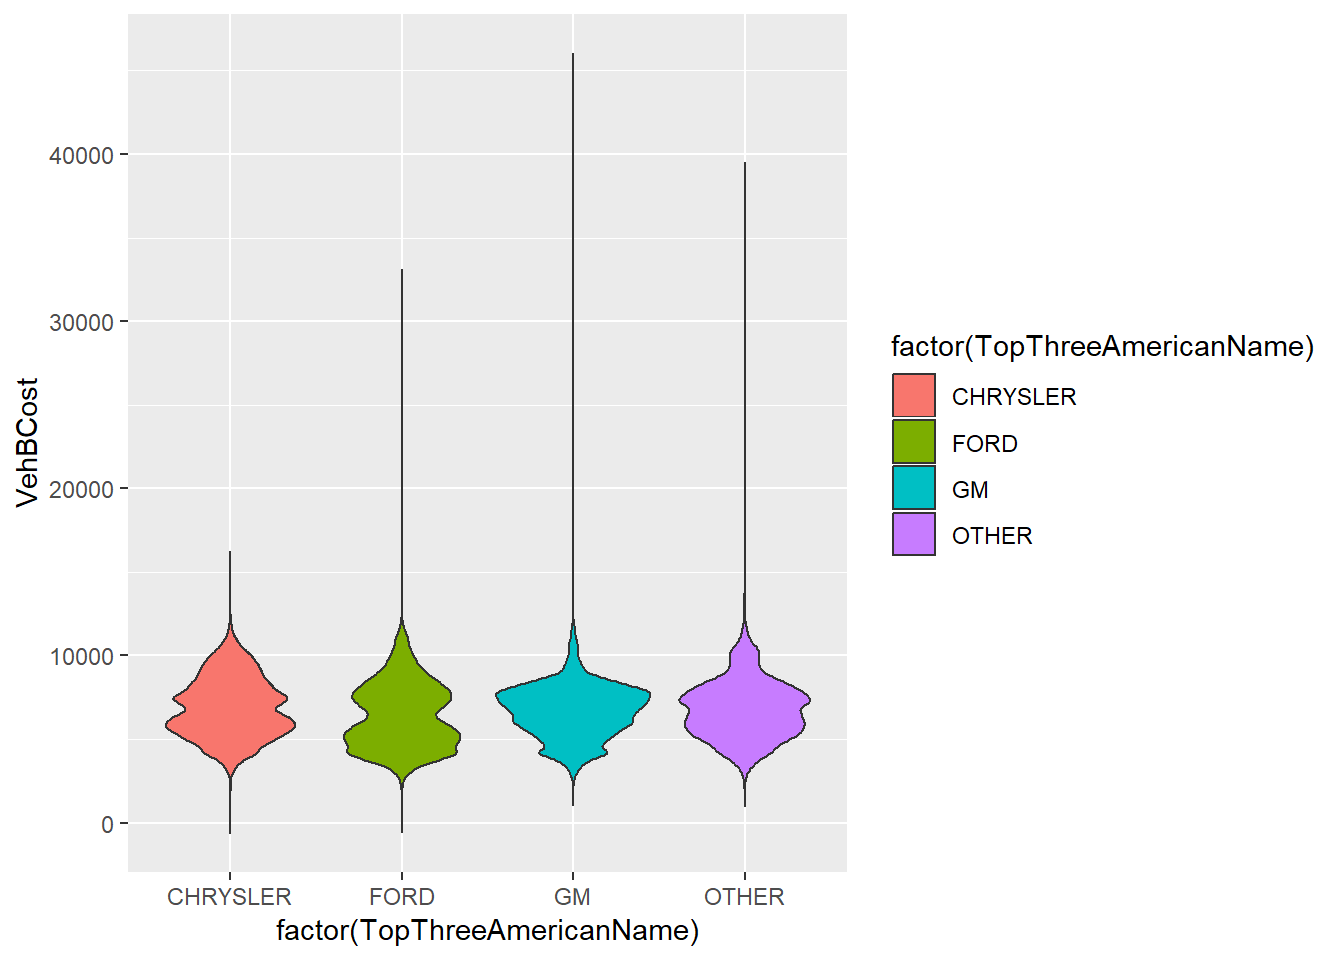 40000
30000
20000
10000
0
VehBCost
CHRYSLER
FORD
GM
OTHER
factor(TopThreeAmericanName)
factor(TopThreeAmericanName)
CHRYSLER
FORD
GM
OTHER